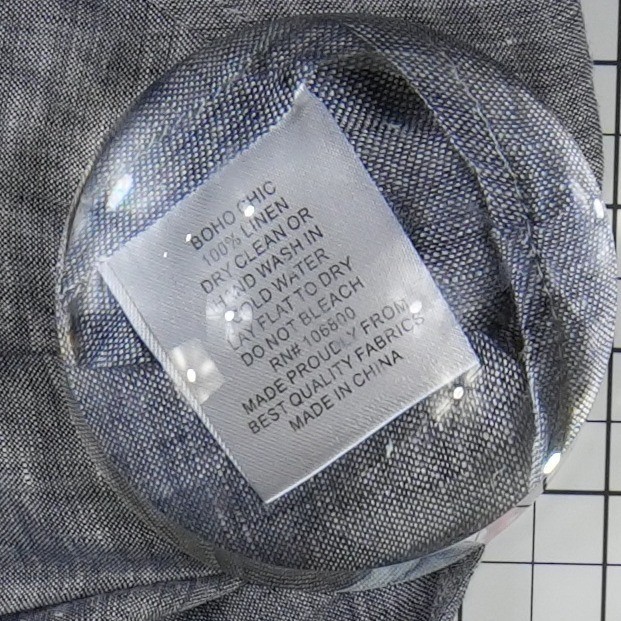 BOHO CHIC
100% LINEN
DRY CLEAN OR
HAND WASH IN
COLD WATER
LAY FLAT TO DRY
DO NOT BLEACH
RN# 106800
MADE PROUDLY FROM
BEST QUALITY FABRICS
MADE IN CHINA